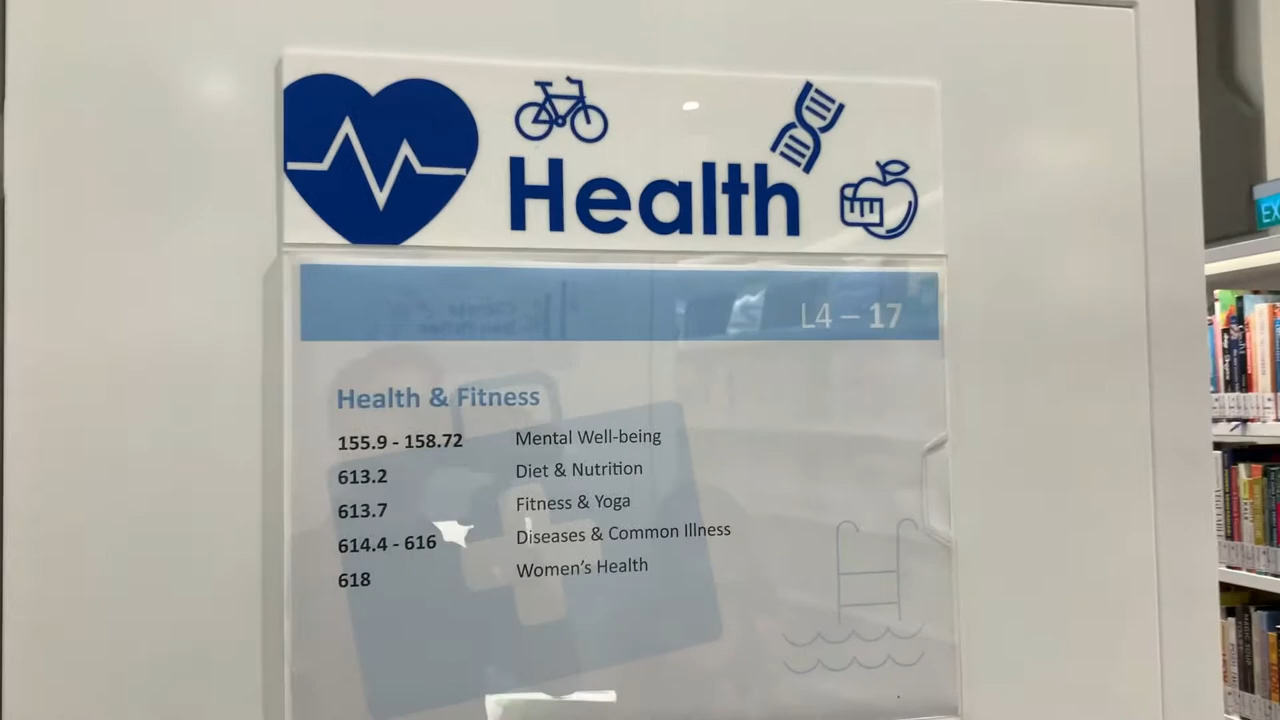 Health
L4 – 17
Health & Fitness
155.9 - 158.72 Mental Well-being
613.2 Diet & Nutrition
613.7 Fitness & Yoga
614.4 - 616 Diseases & Common Illness
618 Women's Health
EX